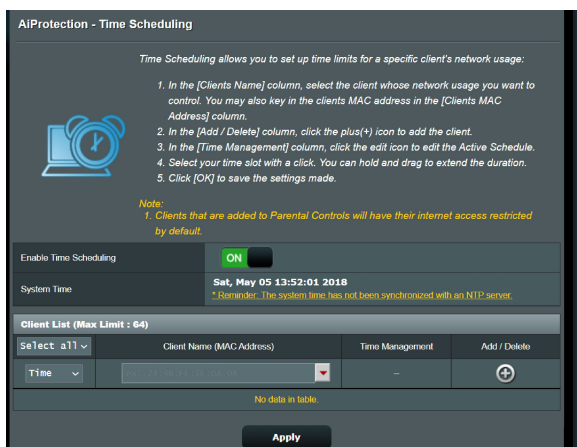 AiProtection - Time Scheduling
Time Scheduling allows you to set up time limits for a specific client's network usage:
1. In the [Clients Name] column, select the client whose network usage you want to
control. You may also key in the clients MAC address in the [Clients MAC
Address] column.
2. In the [Add / Delete] column, click the plus(+) icon to add the client.
3. In the [Time Management] column, click the edit icon to edit the Active Schedule.
4. Select your time slot with a click. You can hold and drag to extend the duration.
5. Click [OK] to save the settings made.
Note:
1. Clients that are added to Parental Controls will have their internet access restricted
by default.
Enable Time Scheduling
ON
System Time
Sat, May 05 13:52:01 2018
* Reminder: The system time has not been synchronized with an NTP server.
Client List (Max Limit : 64)
Select all
Client Name (MAC Address)
Time Management
Add / Delete
Time
--
No data in table.
Apply